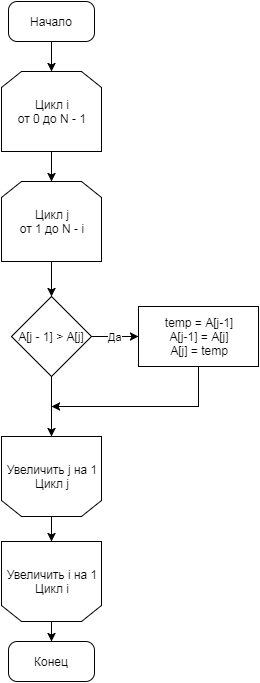 Начало
Цикл i
от 0 до N - 1
Цикл j
от 1 до N - i
A[j - 1] > A[j]
Да
temp = A[j-1]
A[j-1] = A[j]
A[j] = temp
Увеличить j на 1
Цикл j
Увеличить i на 1
Цикл i
Конец